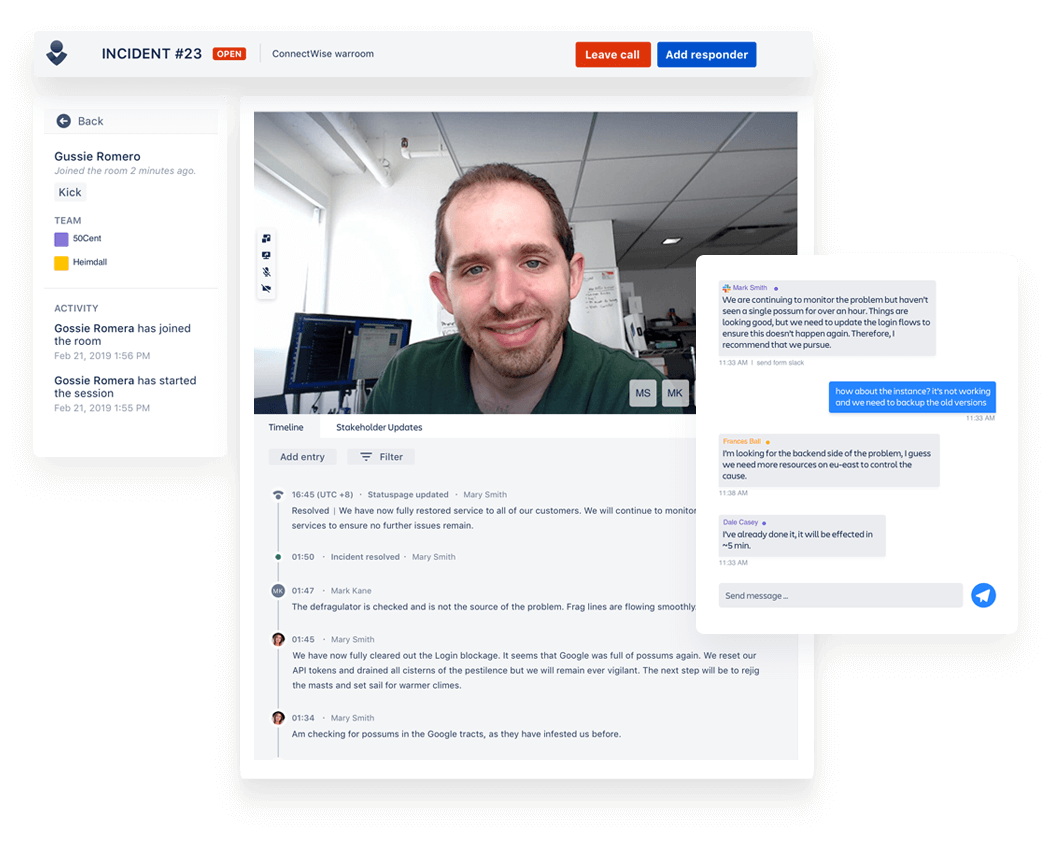 INCIDENT #23 OPEN ConnectWise warroom Leave call Add responder
Back
Gussie Romero
Joined the room 2 minutes ago.
Kick
TEAM
50Cent
Heimdall
ACTIVITY
Gossie Romera has joined
the room
Feb 21, 2019 1:56 PM
Gossie Romera has started
the session
Feb 21, 2019 1:55 PM
MS MK
Timeline Stakeholder Updates
Add entry Filter
16:45 (UTC +8) · Statuspage updated · Mary Smith
Resolved | We have now fully restored service to all of our customers. We will continue to monitor
services to ensure no further issues remain.
01:50 · Incident resolved · Mary Smith
MK 01:47 · Mark Kane
The defragulator is checked and is not the source of the problem. Frag lines are flowing smoothly.
01:45 · Mary Smith
We have now fully cleared out the Login blockage. It seems that Google was full of possums again. We reset our
API tokens and drained all cisterns of the pestilence but we will remain ever vigilant. The next step will be to rejig
the masts and set sail for warmer climes.
01:34 · Mary Smith
Am checking for possums in the Google tracts, as they have infested us before.
Mark Smith
We are continuing to monitor the problem but haven't
seen a single possum for over an hour. Things are
looking good, but we need to update the login flows to
ensure this doesn't happen again. Therefore, I
recommend that we pursue.
11:33 AM | send form slack
how about the instance? it's not working
and we need to backup the old versions
11:33 AM
Frances Bull
I'm looking for the backend side of the problem, I guess
we need more resources on eu-east to control the
cause.
11:38 AM
Dale Casey
I've already done it, it will be effected in
~5 min.
11:33 AM
Send message ...